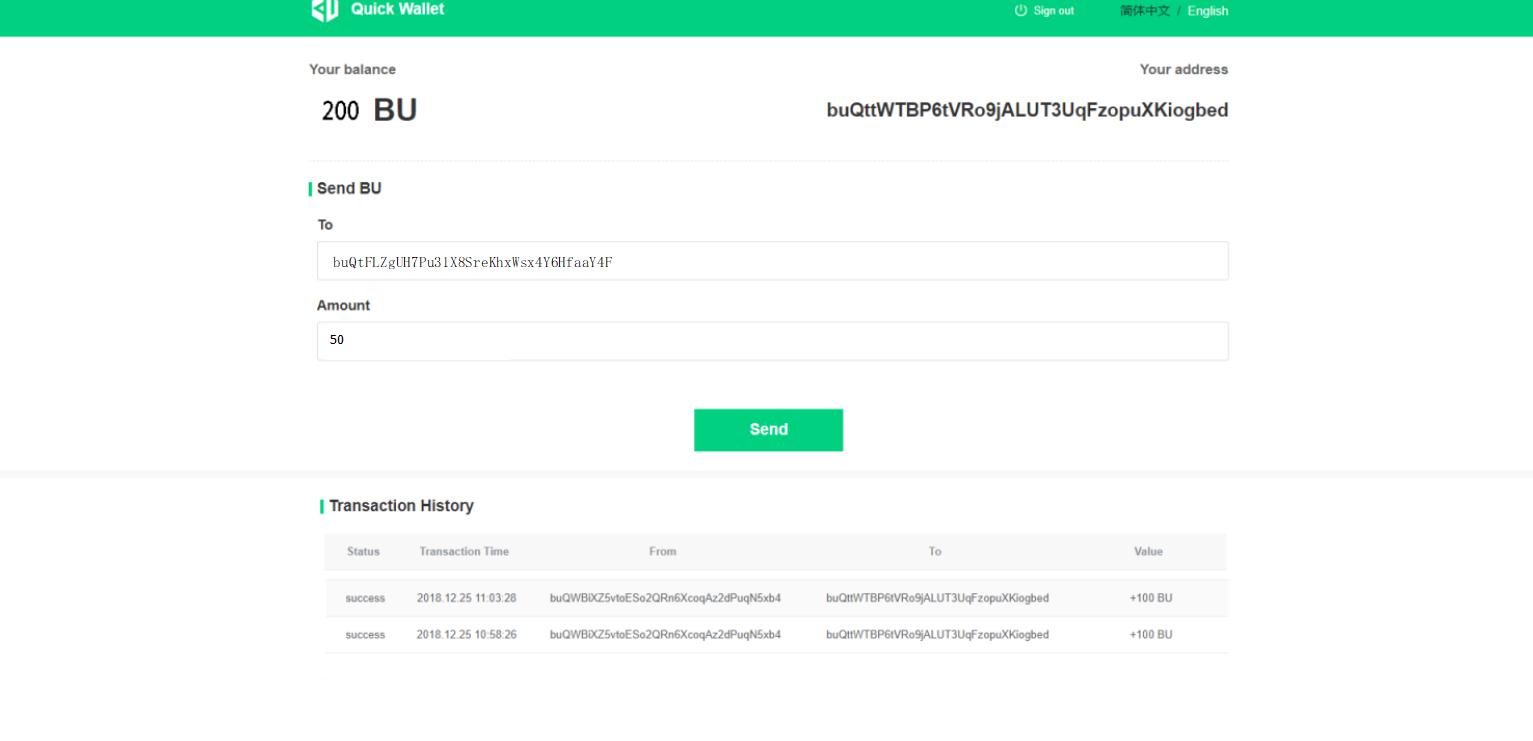 Quick Wallet Sign out 简体中文 / English
Your balance Your address
200 BU buQttWTBP6tVRo9jALUT3UqFzopuXKiogbed
Send BU
To
buQtFLZgUH7Pu31X8SreKhxWsx4Y6HfaaY4F
Amount
50
Send
Transaction History
Status Transaction Time From To Value
success 2018.12.25 11:03:28 buQWBiXZ5vtoESo2QRn6XcoqAz2dPuqN5xb4 buQttWTBP6tVRo9jALUT3UqFzopuXKiogbed +100 BU
success 2018.12.25 10:58:26 buQWBiXZ5vtoESo2QRn6XcoqAz2dPuqN5xb4 buQttWTBP6tVRo9jALUT3UqFzopuXKiogbed +100 BU